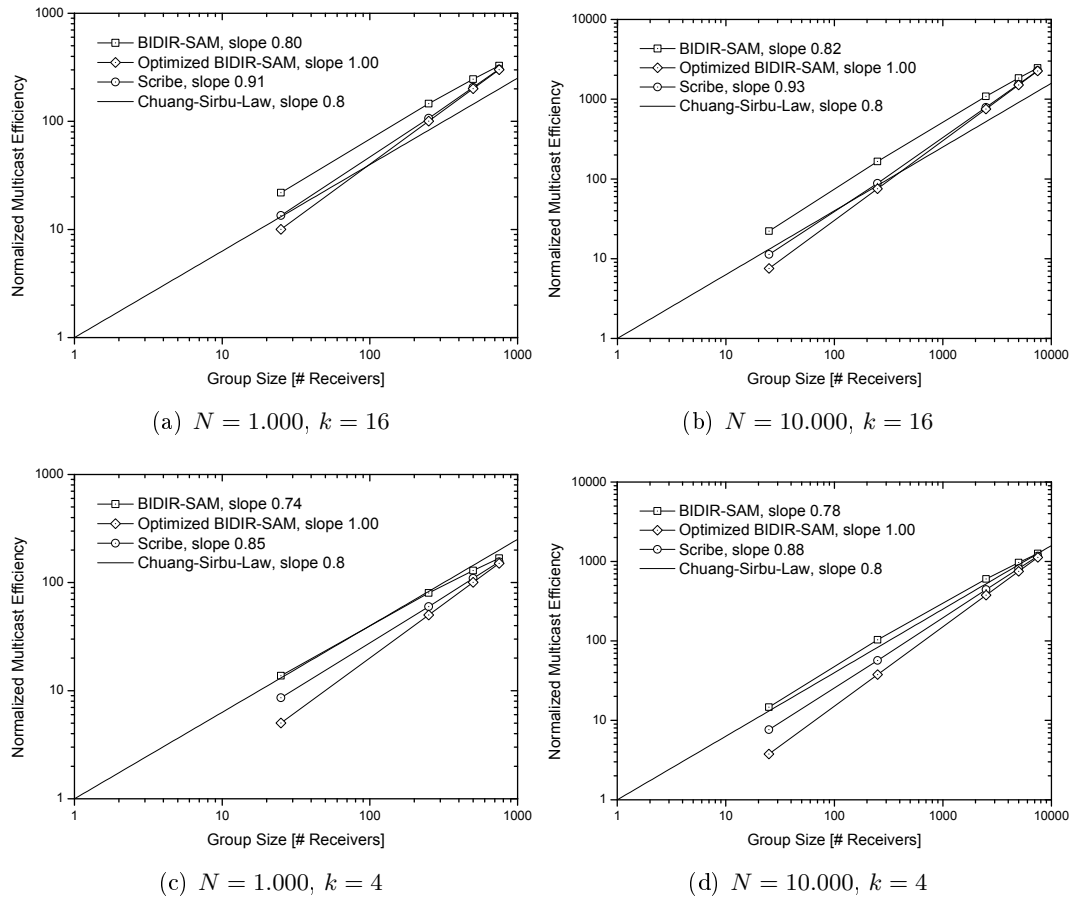 1000
100
10
1
Normalized Multicast Efficiency
BIDIR-SAM, slope 0.80
Optimized BIDIR-SAM, slope 1.00
Scribe, slope 0.91
Chuang-Sirbu-Law, slope 0.8
1 10 100 1000
Group Size [# Receivers]
(a) N = 1.000, k = 16
10000
1000
100
10
1
Normalized Multicast Efficiency
BIDIR-SAM, slope 0.82
Optimized BIDIR-SAM, slope 1.00
Scribe, slope 0.93
Chuang-Sirbu-Law, slope 0.8
1 10 100 1000 10000
Group Size [# Receivers]
(b) N = 10.000, k = 16
1000
100
10
1
Normalized Multicast Efficiency
BIDIR-SAM, slope 0.74
Optimized BIDIR-SAM, slope 1.00
Scribe, slope 0.85
Chuang-Sirbu-Law, slope 0.8
1 10 100 1000
Group Size [# Receivers]
(c) N = 1.000, k = 4
10000
1000
100
10
1
Normalized Multicast Efficiency
BIDIR-SAM, slope 0.78
Optimized BIDIR-SAM, slope 1.00
Scribe, slope 0.88
Chuang-Sirbu-Law, slope 0.8
1 10 100 1000 10000
Group Size [# Receivers]
(d) N = 10.000, k = 4